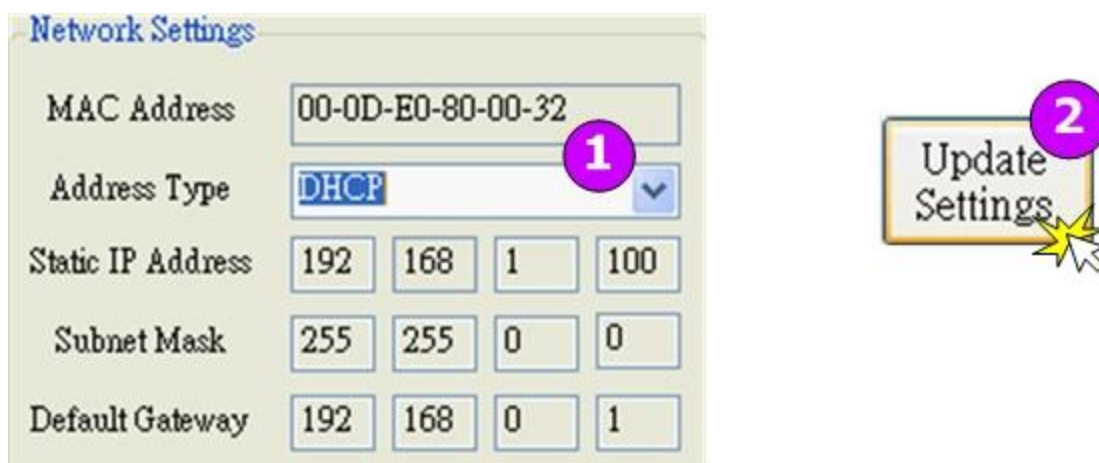 Network Settings
MAC Address 00-0D-E0-80-00-32
1
Address Type DHCP
Static IP Address 192 168 1 100
Subnet Mask 255 255 0 0
Default Gateway 192 168 0 1
2
Update
Settings